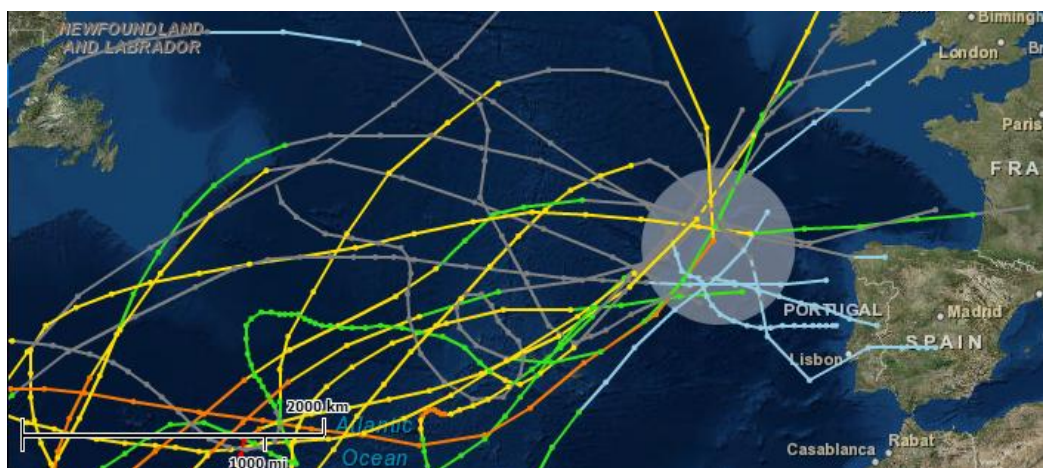 NEWFOUNDLAND
AND LABRADOR
Birmingh
London
Br
Paris
FRA
PORTUGAL
Madrid
SPAIN
Lisbon
2000 km
1000 mi
Atlantic
Ocean
Casablanca
Rabat